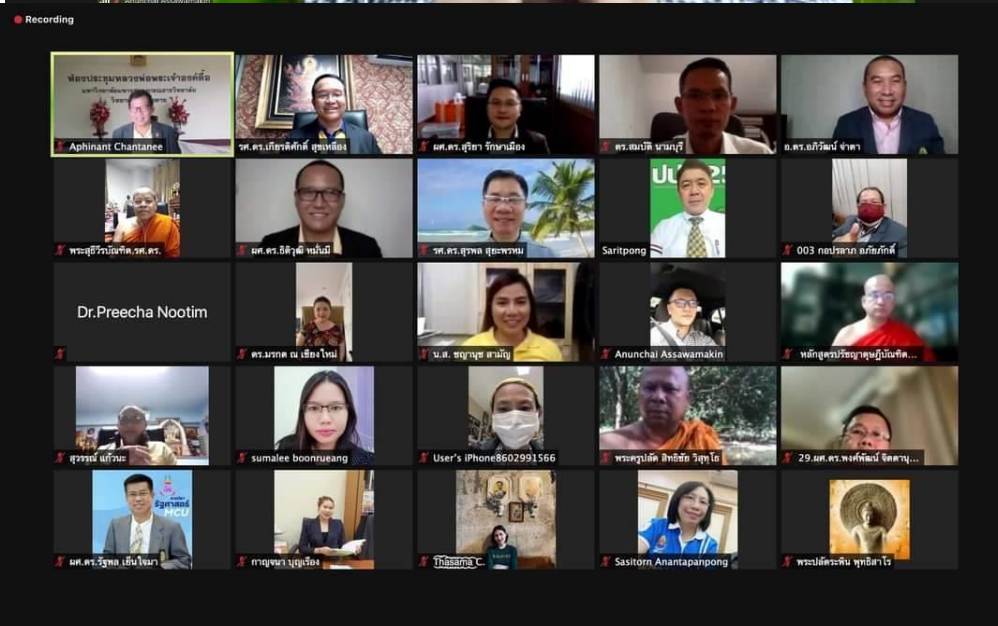 Recording
ห้องประชุมหลวงพ่อพระเจ้าองค์ตื้อ
Aphinant Chantanee
รศ.ดร.เกียรติศักดิ์ สุขเหลือง
ผศ.ดร.สุริยา รักษาเมือง
ดร.สมบัติ นามบุรี
อ.ดร.อภิวัฒน์ จ่าตา
พระสุธีวีรบัณฑิต,รศ.ดร.
ผศ.ดร.ธิติวุฒิ หมั่นมี
รศ.ดร.สุรพล สุยะพรหม
Saritpong
003 กอปรลาภ อภัยภักดิ์
Dr.Preecha Nootim
ดร.มรกต ณ เชียงใหม่
น.ส. ชญานุช สามัญ
Anunchai Assawamakin
หลักสูตรปรัชญาดุษฎีบัณฑิต...
สุวรรณ์ แก้วนะ
sumalee boonrueang
User's iPhone8602991566
พระครูปลัด สิทธิชัย วิสุทฺโธ
29.ผศ.ดร.พงศ์พัฒน์ จิตตานุ...
รัฐศาสตร์
MCU
ผศ.ดร.รัฐพล เย็นใจมา
กาญจนา บุญเรือง
Thasama C.
Sasitorn Anantapanpong
พระปลัดระพิน พุทธิสาโร